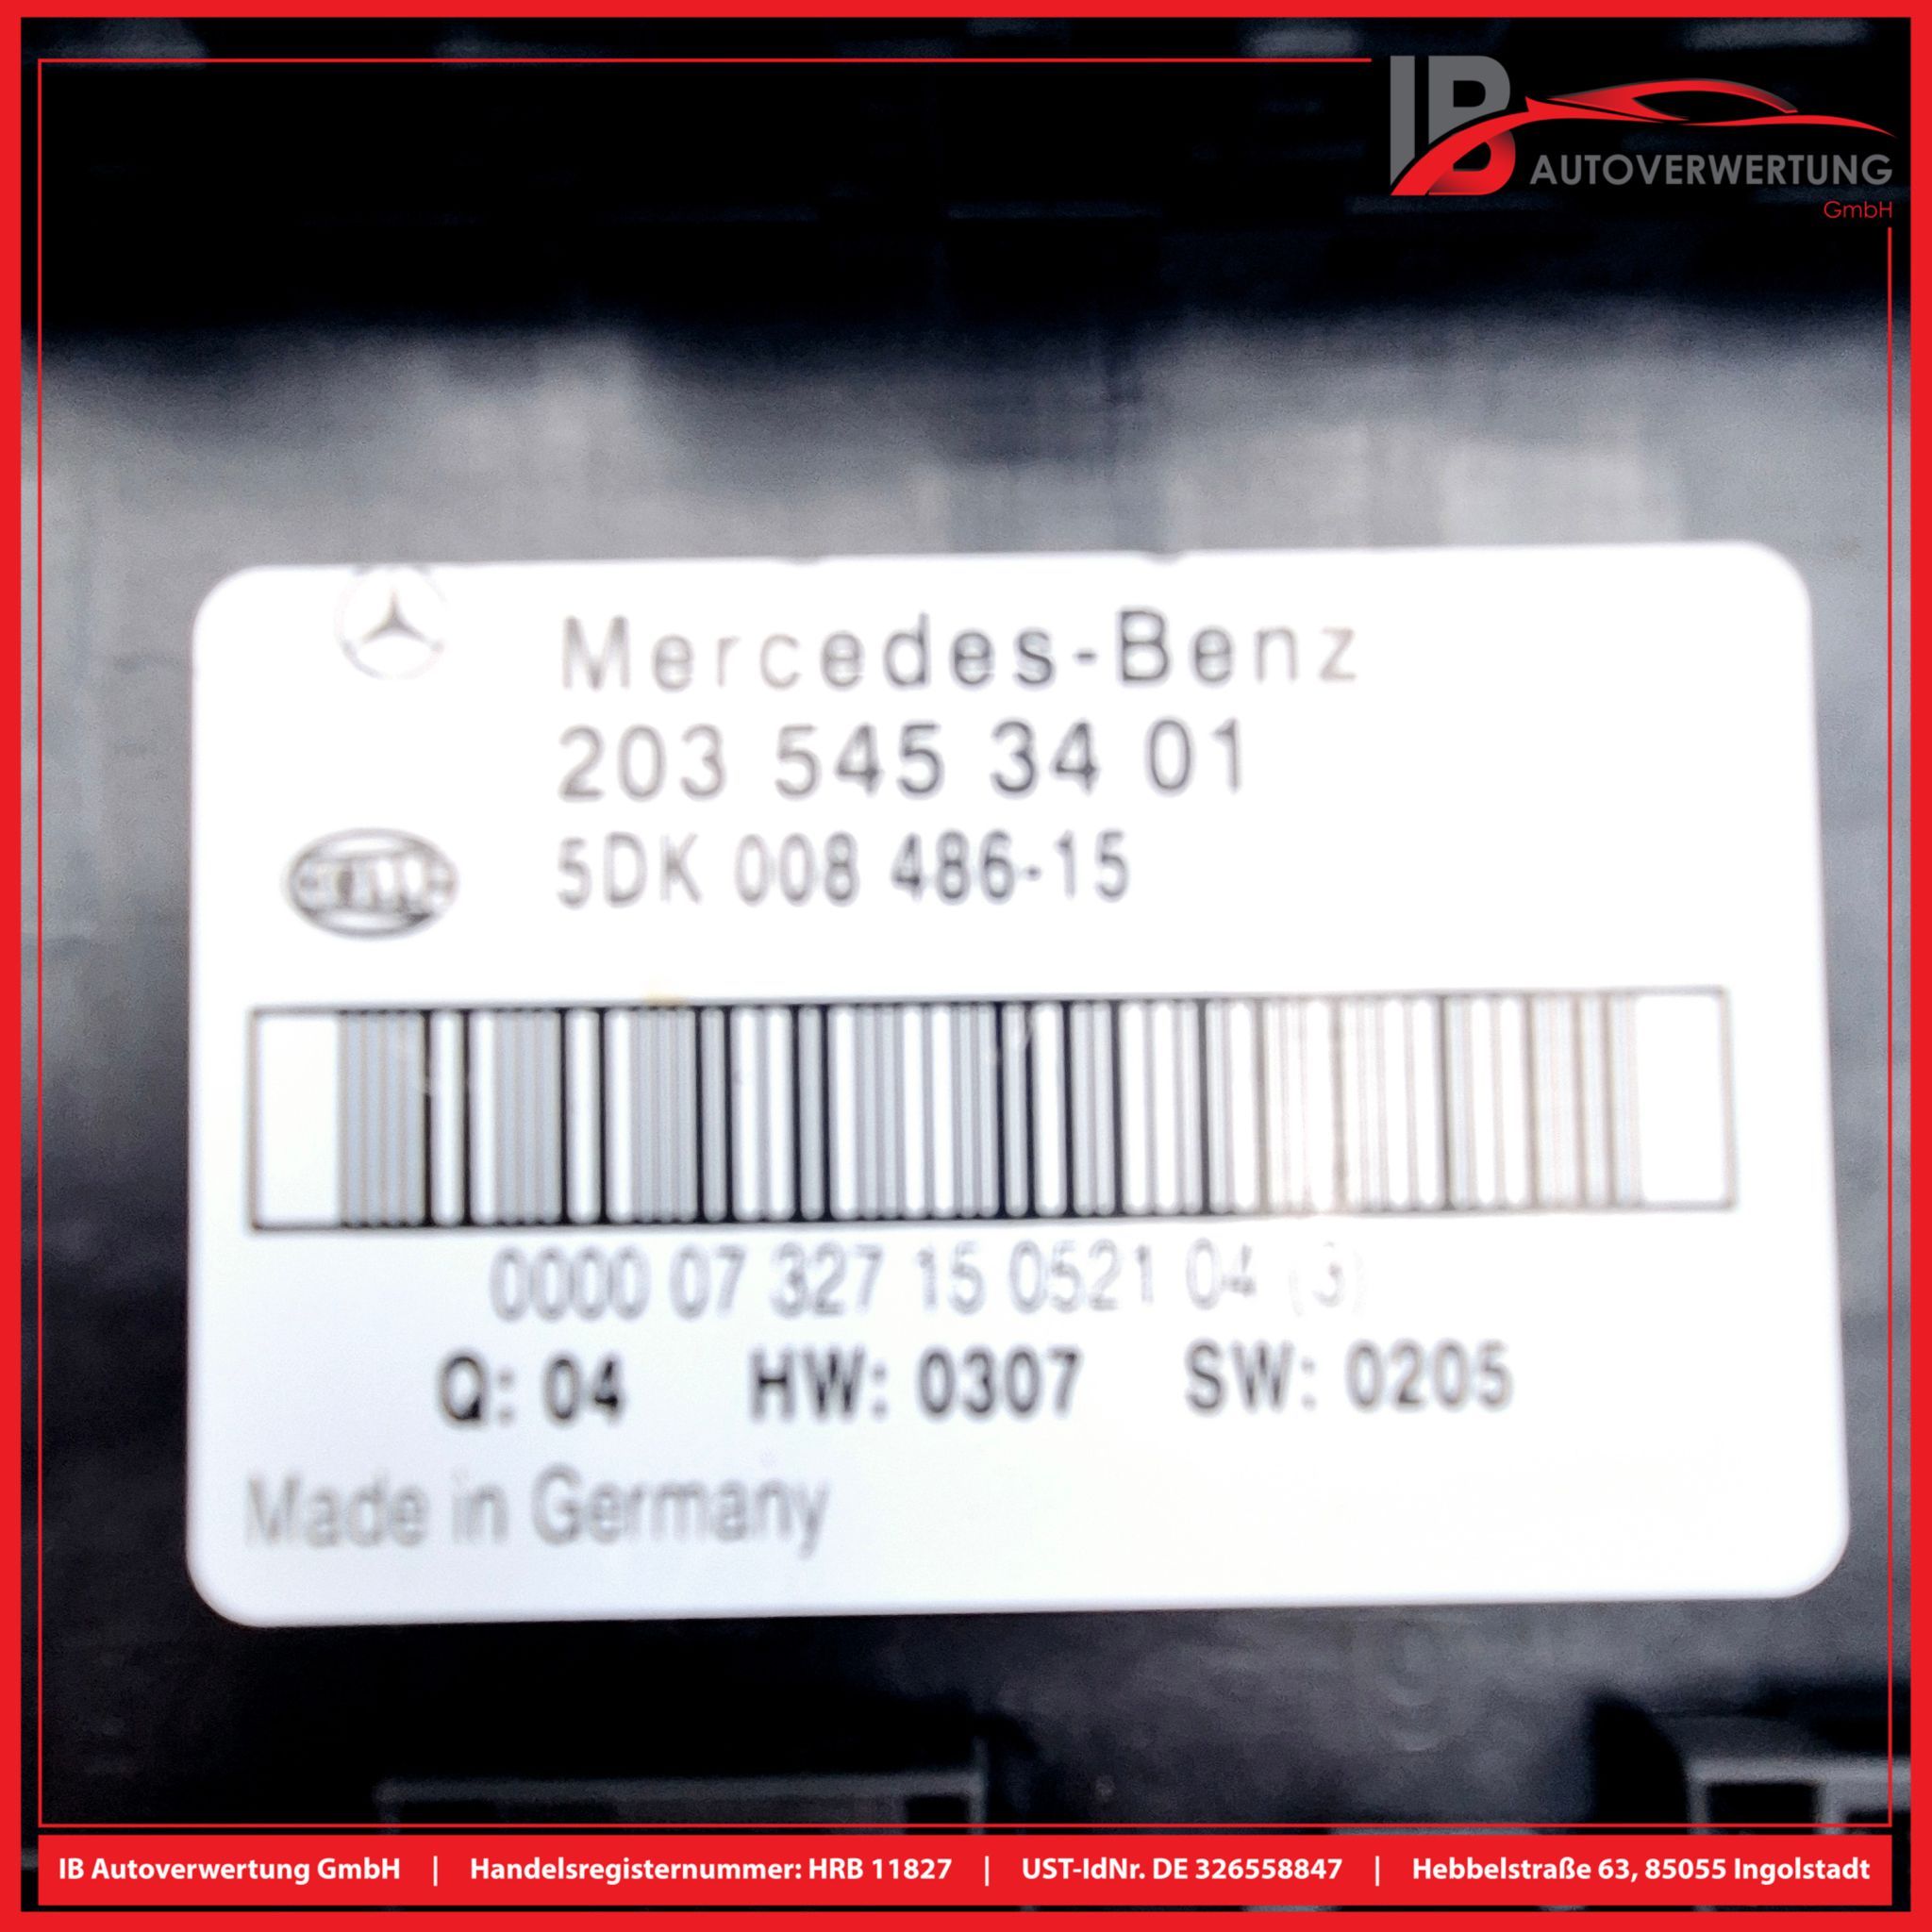 IB
AUTOVERWERTUNG
GmbH
Mercedes-Benz
203 545 34 01
HELLA
5DK 008 486-15
0000 07 327 15 0521 04 (3)
Q: 04 HW: 0307 SW: 0205
Made in Germany
IB Autoverwertung GmbH | Handelsregisternummer: HRB 11827 | UST-IdNr. DE 326558847 | Hebbelstraße 63, 85055 Ingolstadt